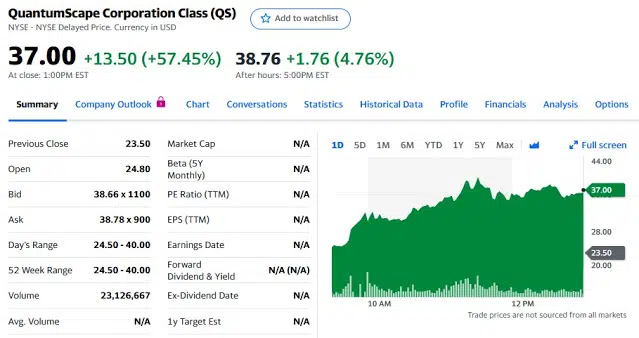 QuantumScape Corporation Class (QS)
Add to watchlist
NYSE - NYSE Delayed Price. Currency in USD
37.00 +13.50 (+57.45%) 38.76 +1.76 (4.76%)
At close: 1:00PM EST After hours: 5:00PM EST
Summary Company Outlook Chart Conversations Statistics Historical Data Profile Financials Analysis Options
Previous Close 23.50 Market Cap N/A
Open 24.80 Beta (5Y Monthly) N/A
Bid 38.66 x 1100 PE Ratio (TTM) N/A
Ask 38.78 x 900 EPS (TTM) N/A
Day's Range 24.50 - 40.00 Earnings Date N/A
52 Week Range 24.50 - 40.00 Forward Dividend & Yield N/A (N/A)
Volume 23,126,667 Ex-Dividend Date N/A
Avg. Volume N/A 1y Target Est N/A
1D 5D 1M 6M YTD 1Y 5Y Max Full screen
44.00
37.00
28.00
23.50
20.00
10 AM 12 PM
Trade prices are not sourced from all markets